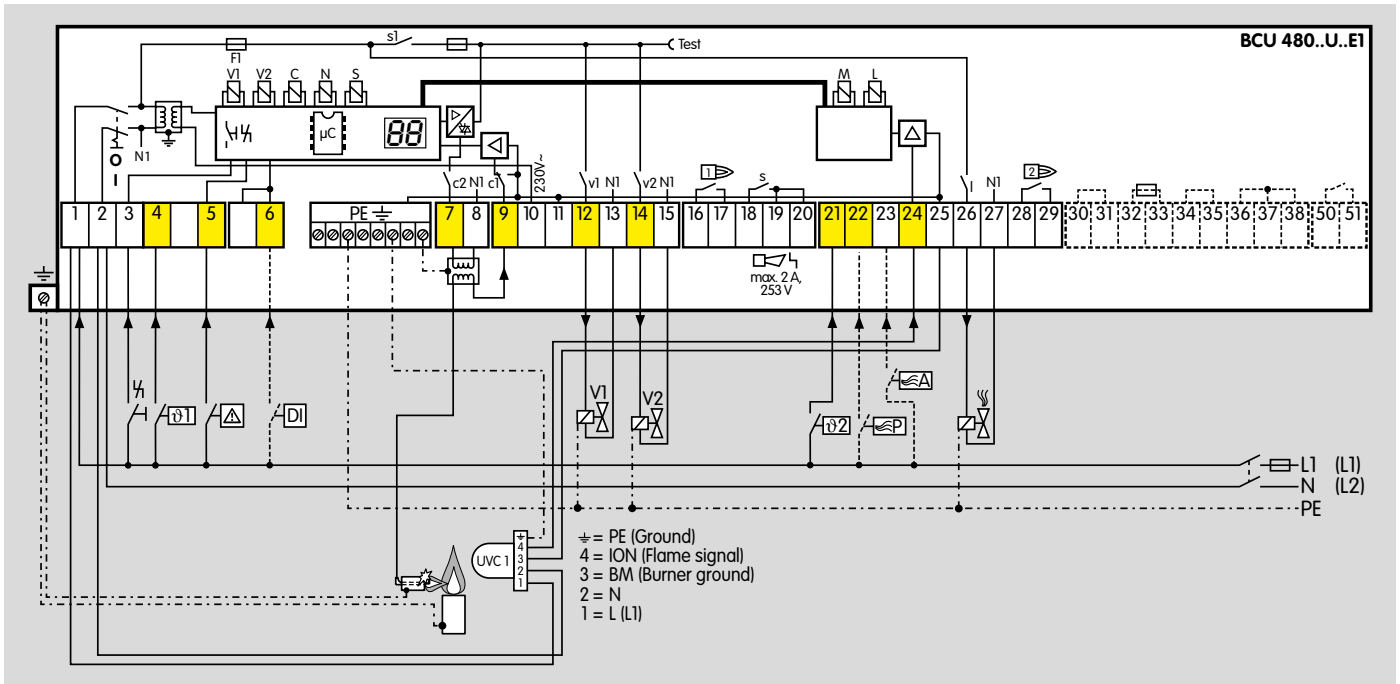 BCU 480..U..E1
s1
Test
F1
V1 V2 C N S
M L
µC
88
N1
O
I
230V~
c2 N1 c1
v1 N1
v2 N1
1
s
I N1
2
1 2 3 4 5 6
PE
7 8 9 10 11 12 13 14 15 16 17 18 19 20 21 22 23 24 25 26 27 28 29 30 31 32 33 34 35 36 37 38 50 51
max. 2 A,
253 V
A
V1
V2
ϑ1
DI
ϑ2
P
L1 (L1)
N (L2)
PE
UVC 1
4
3
2
1
= PE (Ground)
4 = ION (Flame signal)
3 = BM (Burner ground)
2 = N
1 = L (L1)